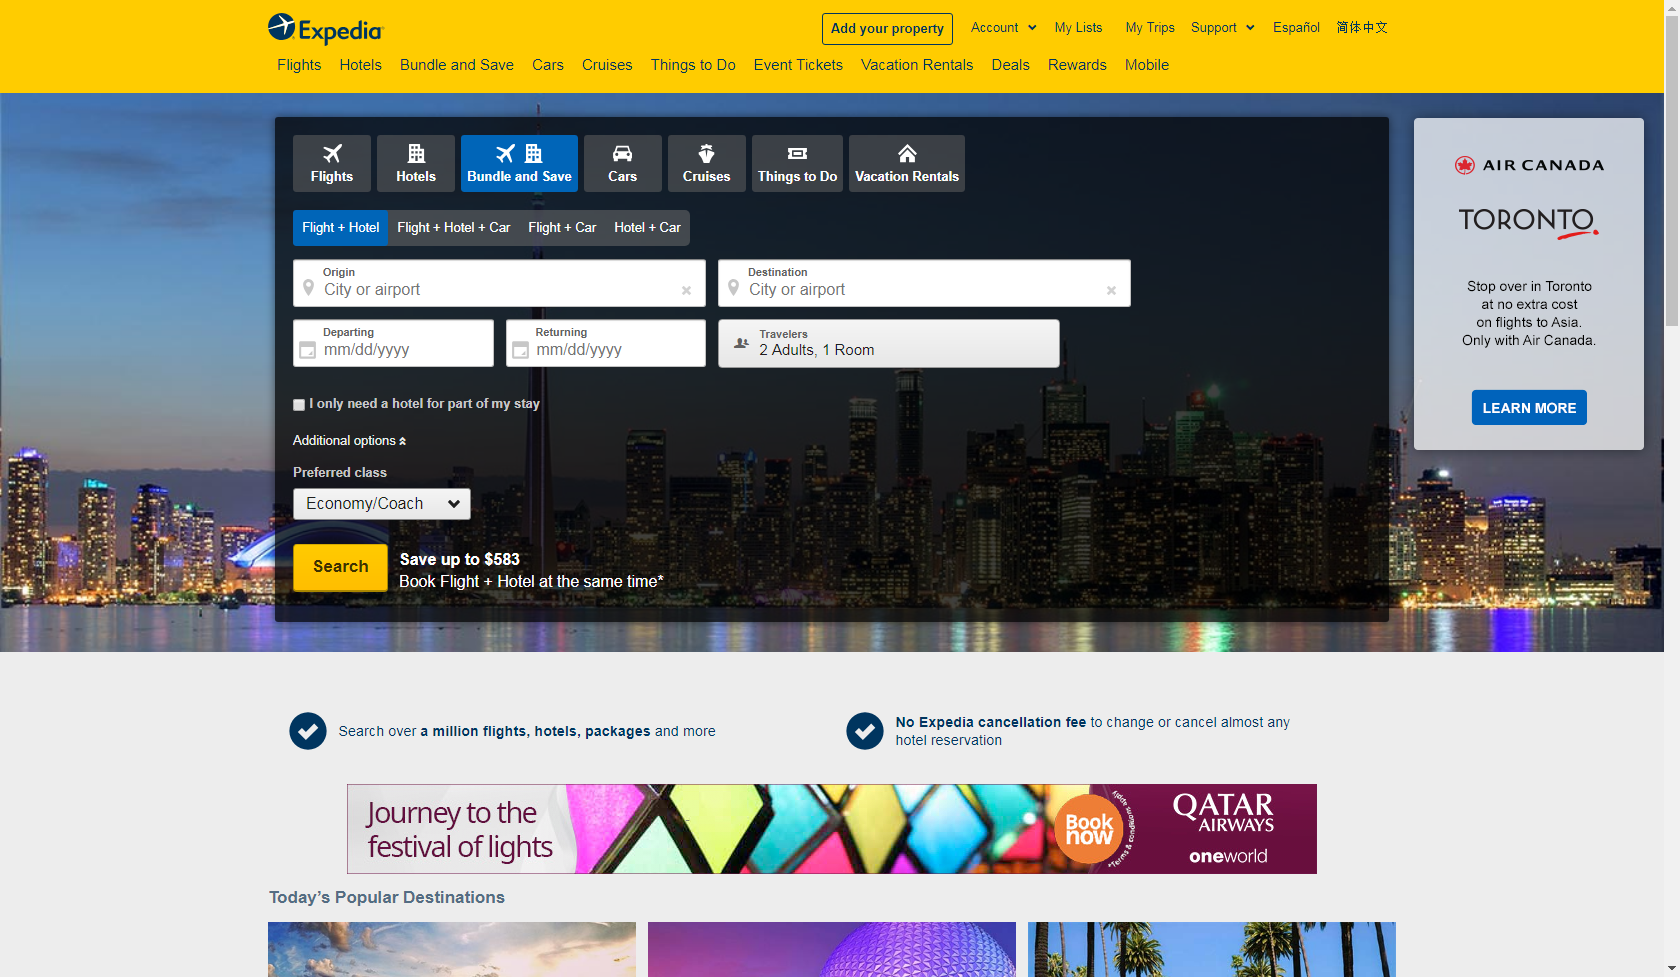 Expedia
Add your property
Account
My Lists
My Trips
Support
Español
简体中文
Flights
Hotels
Bundle and Save
Cars
Cruises
Things to Do
Event Tickets
Vacation Rentals
Deals
Rewards
Mobile
Flights
Hotels
Bundle and Save
Cars
Cruises
Things to Do
Vacation Rentals
Flight + Hotel
Flight + Hotel + Car
Flight + Car
Hotel + Car
Origin
City or airport
Destination
City or airport
Departing
mm/dd/yyyy
Returning
mm/dd/yyyy
Travelers
2 Adults, 1 Room
I only need a hotel for part of my stay
Additional options
Preferred class
Economy/Coach
Search
Save up to $583
Book Flight + Hotel at the same time*
AIR CANADA
TORONTO
Stop over in Toronto
at no extra cost
on flights to Asia.
Only with Air Canada.
LEARN MORE
Search over a million flights, hotels, packages and more
No Expedia cancellation fee to change or cancel almost any
hotel reservation
Journey to the
festival of lights
Book
now
*Terms & conditions apply
QATAR
AIRWAYS
oneworld
Today’s Popular Destinations